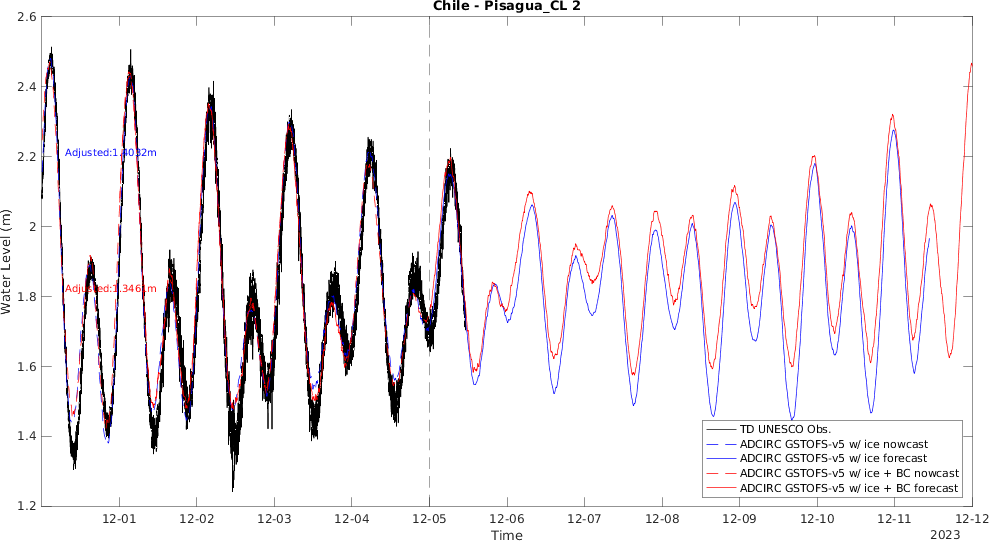 Chile - Pisagua_CL 2
2.6
2.4
2.2
2
1.8
1.6
1.4
1.2
Water Level (m)
Adjusted:1.4032m
Adjusted:1.3461m
TD UNESCO Obs.
ADCIRC GSTOFS-v5 w/ ice nowcast
ADCIRC GSTOFS-v5 w/ ice forecast
ADCIRC GSTOFS-v5 w/ ice + BC nowcast
ADCIRC GSTOFS-v5 w/ ice + BC forecast
12-01 12-02 12-03 12-04 12-05 12-06 12-07 12-08 12-09 12-10 12-11 12-12
Time
2023